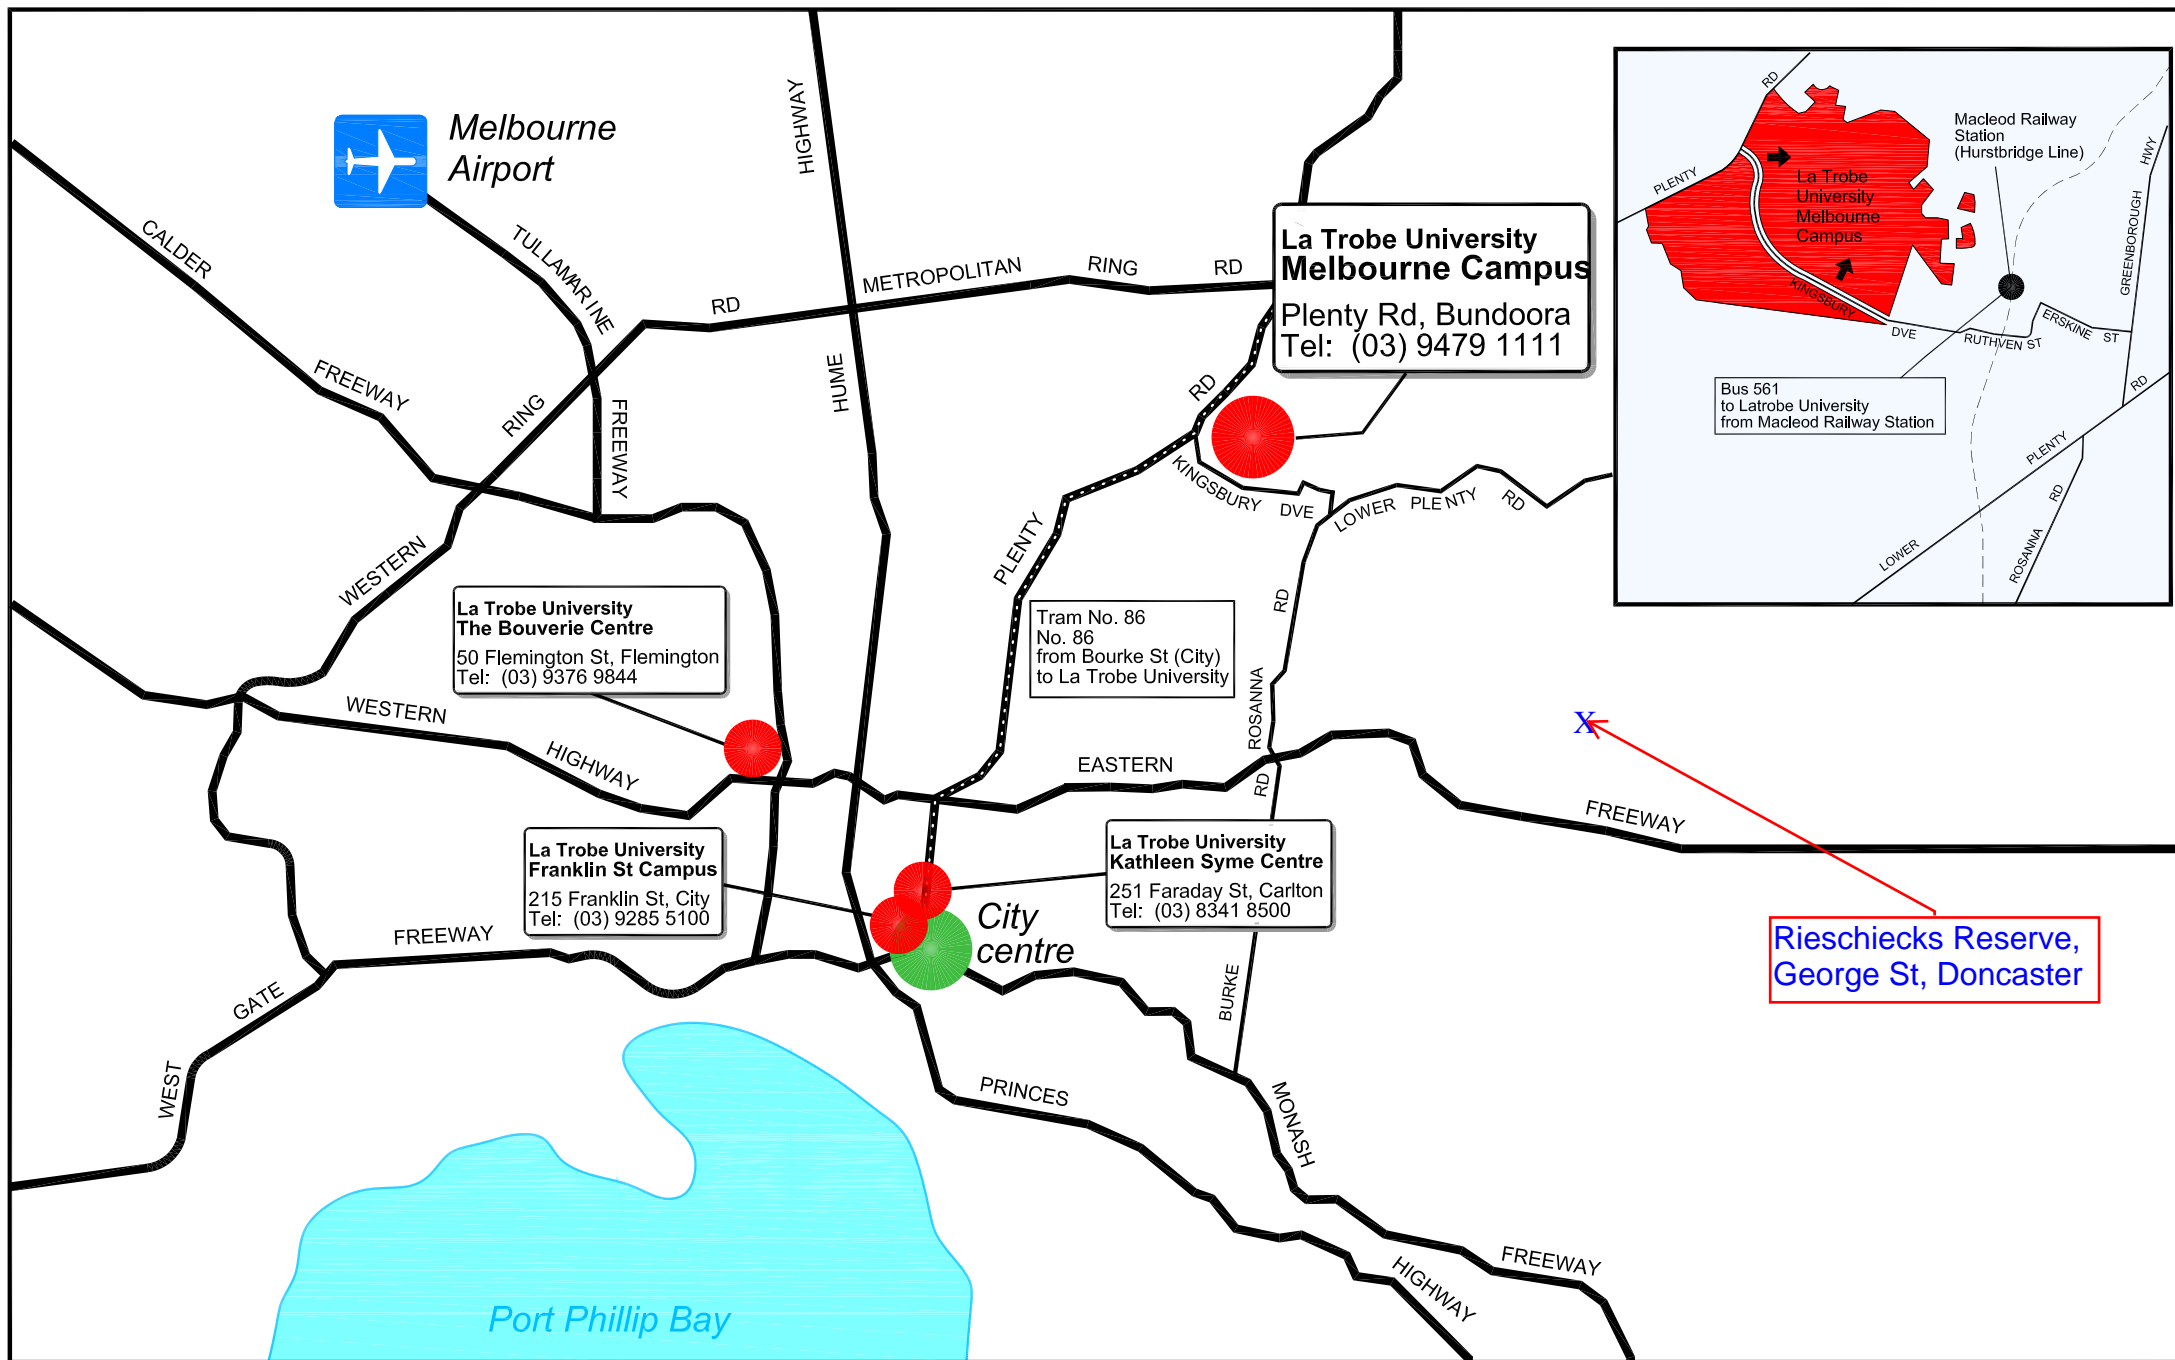 Melbourne
Airport
HIGHWAY
HUME
CALDER
FREEWAY
TULLAMARINE
FREEWAY
WESTERN
RING
RD
METROPOLITAN
RING
RD
La Trobe University
Melbourne Campus
Plenty Rd, Bundoora
Tel: (03) 9479 1111
RD
PLENTY
KINGSBURY
DVE
LOWER
PLENTY
RD
La Trobe University
The Bouverie Centre
50 Flemington St, Flemington
Tel: (03) 9376 9844
Tram No. 86
No. 86
from Bourke St (City)
to La Trobe University
RD
ROSANNA
WESTERN
HIGHWAY
EASTERN
FREEWAY
RD
BURKE
La Trobe University
Franklin St Campus
215 Franklin St, City
Tel: (03) 9285 5100
La Trobe University
Kathleen Syme Centre
251 Faraday St, Carlton
Tel: (03) 8341 8500
City
centre
X
Rieschiecks Reserve,
George St, Doncaster
WEST
GATE
FREEWAY
PRINCES
HIGHWAY
MONASH
FREEWAY
Port Phillip Bay
RD
PLENTY
La Trobe
University
Melbourne
Campus
KINGSBURY
DVE
Macleod Railway
Station
(Hurstbridge Line)
HWY
GREENBOROUGH
RUTHVEN ST
ERSKINE
ST
Bus 561
to Latrobe University
from Macleod Railway Station
RD
PLENTY
LOWER
RD
ROSANNA